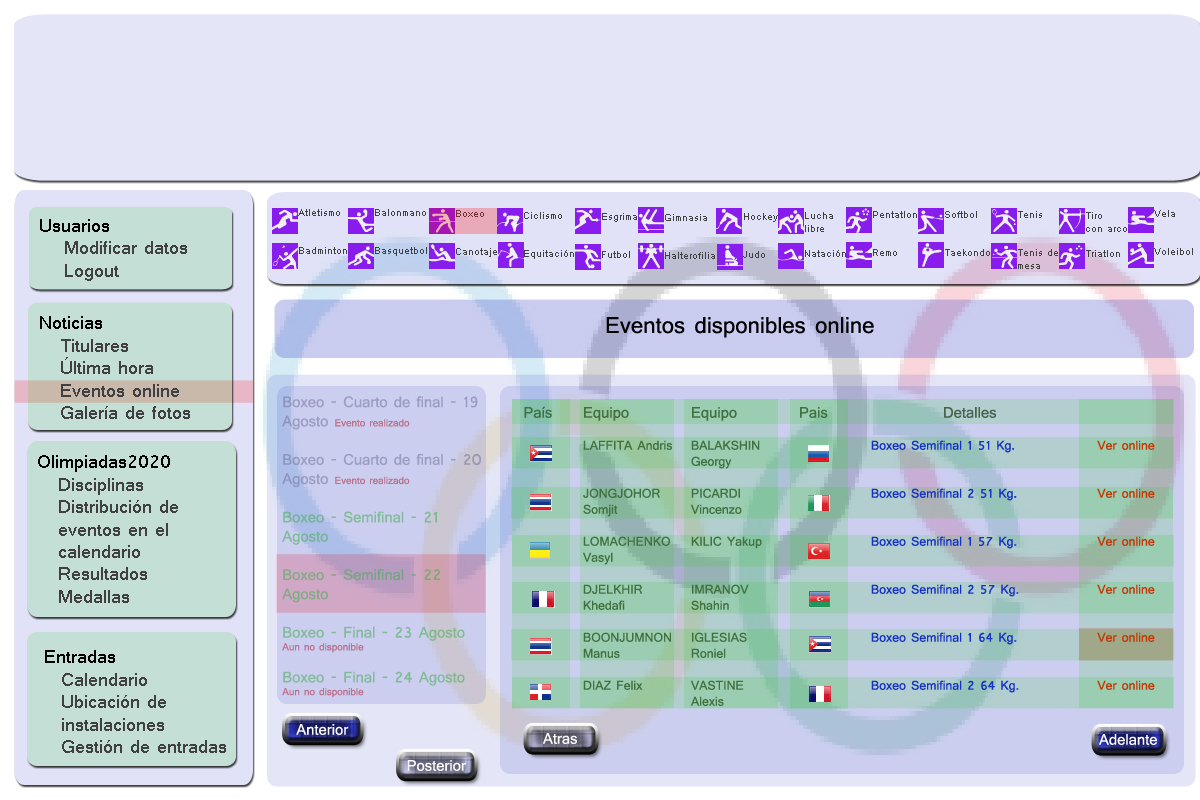 Usuarios
Modificar datos
Logout
Noticias
Titulares
Última hora
Eventos online
Galería de fotos
Olimpiadas2020
Disciplinas
Distribución de
eventos en el
calendario
Resultados
Medallas
Entradas
Calendario
Ubicación de
instalaciones
Gestión de entradas
Atletismo Balonmano Boxeo Ciclismo Esgrima Gimnasia Hockey Lucha libre Pentatlon Softbol Tenis Tiro con arco Vela
Badminton Basquetbol Canotaje Equitación Futbol Halterofilia Judo Natación Remo Taekondo Tenis de mesa Triatlon Voleibol
Eventos disponibles online
Boxeo - Cuarto de final - 19
Agosto Evento realizado
Boxeo - Cuarto de final - 20
Agosto Evento realizado
Boxeo - Semifinal - 21
Agosto
Boxeo - Semifinal - 22
Agosto
Boxeo - Final - 23 Agosto
Aun no disponible
Boxeo - Final - 24 Agosto
Aun no disponible
Anterior
Posterior
País Equipo Equipo Pais Detalles
LAFFITA Andris BALAKSHIN Georgy Boxeo Semifinal 1 51 Kg. Ver online
JONGJOHOR Somjit PICARDI Vincenzo Boxeo Semifinal 2 51 Kg. Ver online
LOMACHENKO Vasyl KILIC Yakup Boxeo Semifinal 1 57 Kg. Ver online
DJELKHIR Khedafi IMRANOV Shahin Boxeo Semifinal 2 57 Kg. Ver online
BOONJUMNON Manus IGLESIAS Roniel Boxeo Semifinal 1 64 Kg. Ver online
DIAZ Felix VASTINE Alexis Boxeo Semifinal 2 64 Kg. Ver online
Atras
Adelante